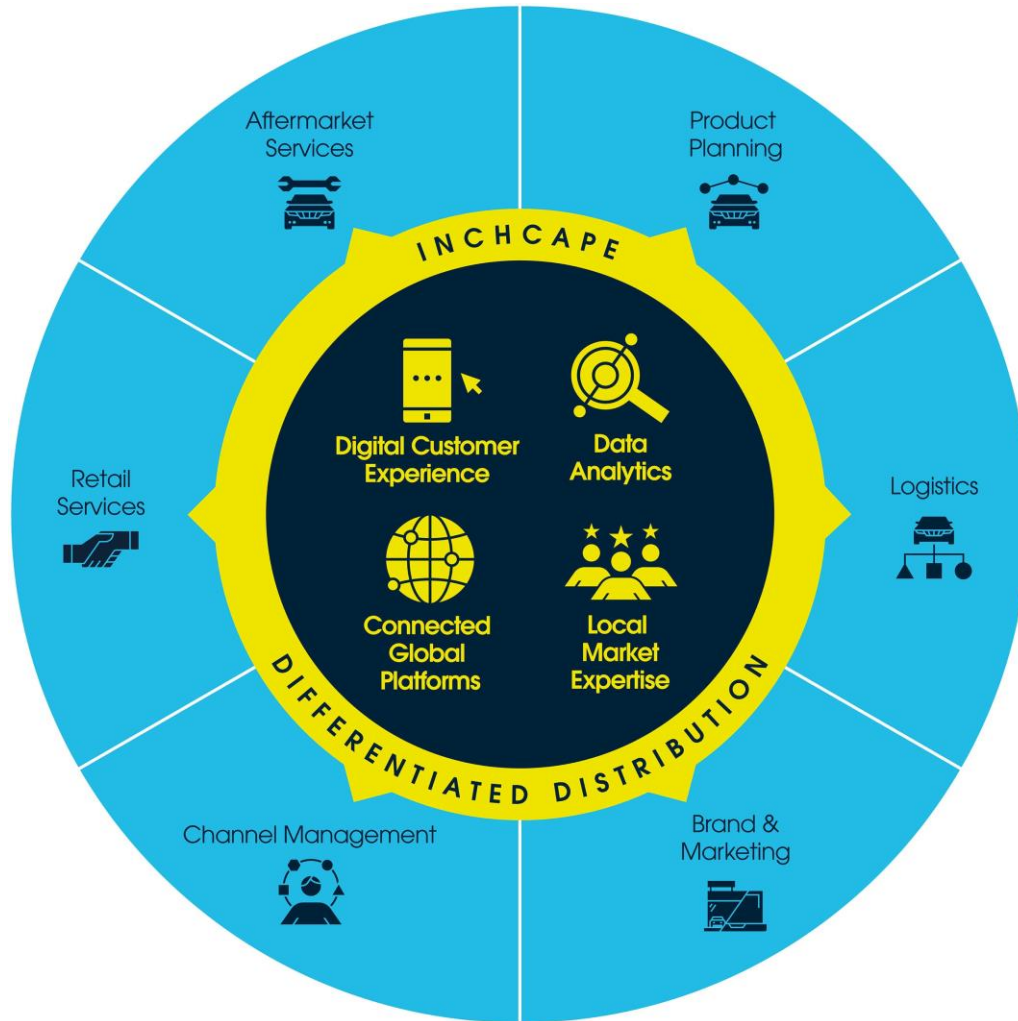 Aftermarket
Services
Product
Planning
INCHCAPE
Digital Customer
Experience
Data
Analytics
Retail
Services
Logistics
Connected
Global
Platforms
Local
Market
Expertise
DIFFERENTIATED DISTRIBUTION
Channel Management
Brand &
Marketing